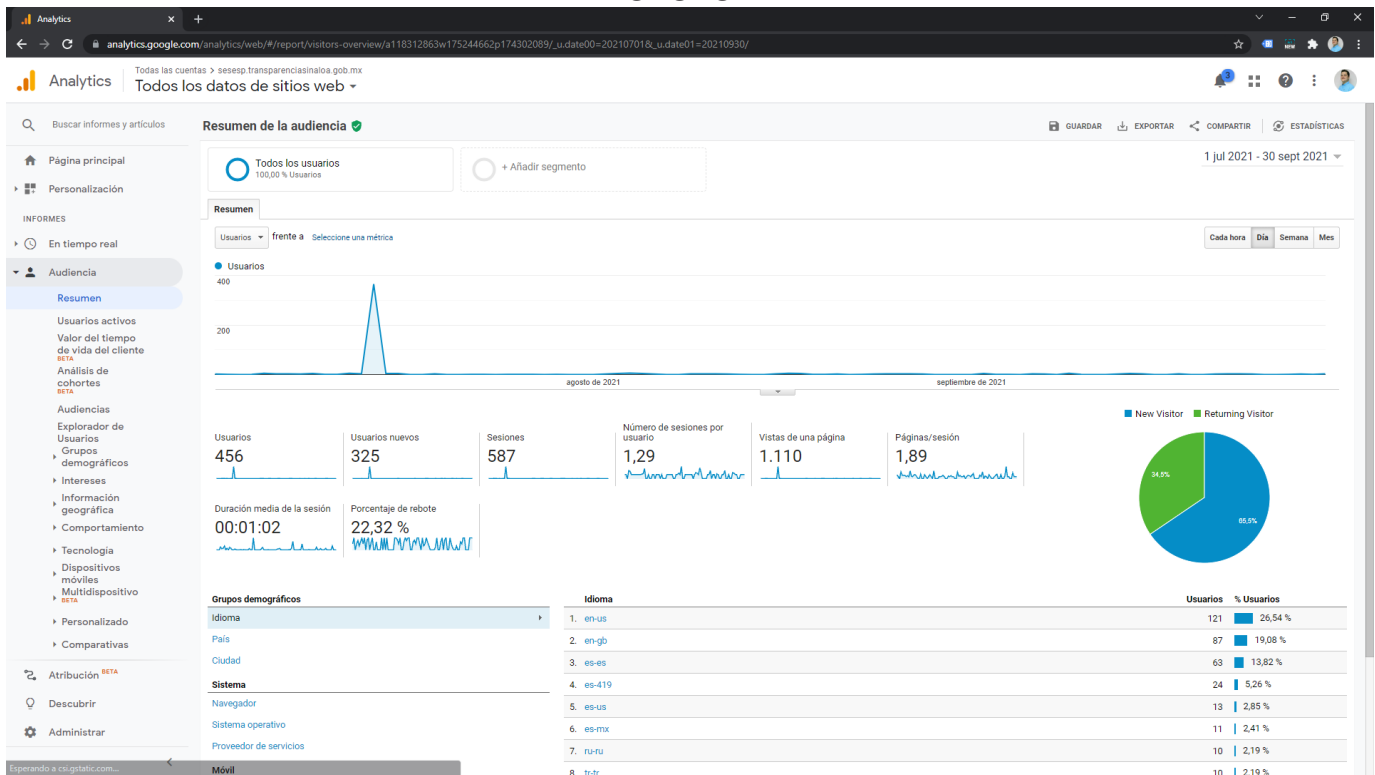 Analytics
analytics.google.com/analytics/web/#/report/visitors-overview/a118312863w175244662p174302089/_u.date00=20210701&_u.date01=20210930/
NEW
Analytics
Todas las cuentas > sesesp.transparenciasinaloa.gob.mx
Todos los datos de sitios web
3
Buscar informes y artículos
Resumen de la audiencia
GUARDAR
EXPORTAR
COMPARTIR
ESTADÍSTICAS
Página principal
Personalización
INFORMES
En tiempo real
Audiencia
Resumen
Usuarios activos
Valor del tiempo
de vida del cliente
BETA
Análisis de
cohortes
BETA
Audiencias
Explorador de
Usuarios
Grupos
demográficos
Intereses
Información
geográfica
Comportamiento
Tecnología
Dispositivos
móviles
Multidispositivo
BETA
Personalizado
Comparativas
Atribución BETA
Descubrir
Administrar
Esperando a csi.gstatic.com...
Todos los usuarios
100,00 % Usuarios
+ Añadir segmento
1 jul 2021 - 30 sept 2021
Resumen
Usuarios frente a Seleccione una métrica
Cada hora Día Semana Mes
Usuarios
400
200
agosto de 2021
septiembre de 2021
New Visitor Returning Visitor
34,5%
65,5%
Usuarios
456
Usuarios nuevos
325
Sesiones
587
Número de sesiones por
usuario
1,29
Vistas de una página
1.110
Páginas/sesión
1,89
Duración media de la sesión
00:01:02
Porcentaje de rebote
22,32 %
Grupos demográficos
Idioma
País
Ciudad
Sistema
Navegador
Sistema operativo
Proveedor de servicios
Móvil
Idioma Usuarios % Usuarios
1. en-us 121 26,54 %
2. en-gb 87 19,08 %
3. es-es 63 13,82 %
4. es-419 24 5,26 %
5. es-us 13 2,85 %
6. es-mx 11 2,41 %
7. ru-ru 10 2,19 %
8. tr-tr 10 2,19 %